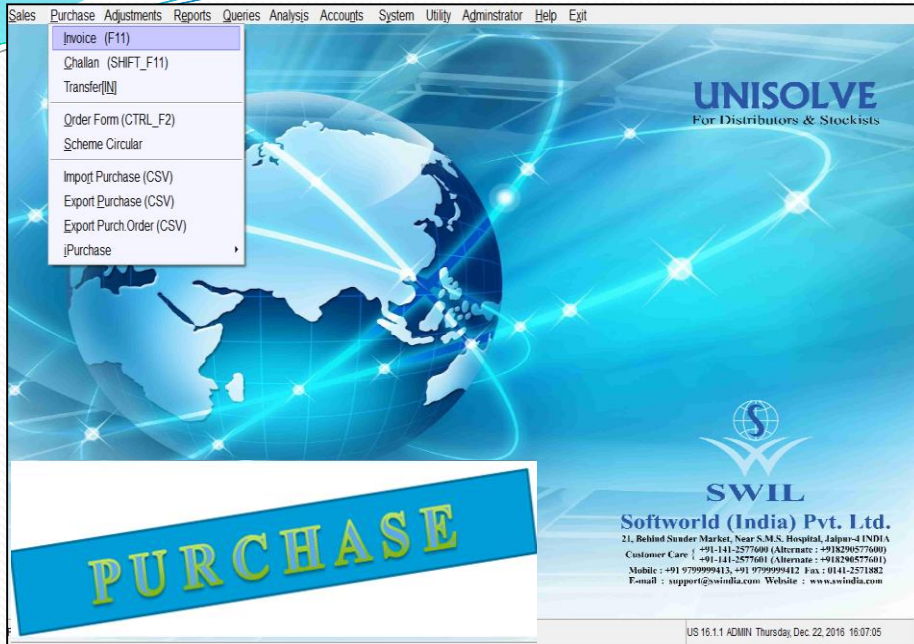 Sales Purchase Adjustments Reports Queries Analysis Accounts System Utility Adminstrator Help Exit
Invoice (F11)
Challan (SHIFT_F11)
Transfer[IN]
Order Form (CTRL_F2)
Scheme Circular
Import Purchase (CSV)
Export Purchase (CSV)
Export Purch.Order (CSV)
iPurchase
UNISOLVE
For Distributors & Stockists
S
SWIL
Softworld (India) Pvt. Ltd.
21, Behind Sunder Market, Near S.M.S. Hospital, Jaipur-4 INDIA
Customer Care { +91-141-2577600 (Alternate : +918290577600)
+91-141-2577601 (Alternate : +918290577601)
Mobile : +91 9799999413, +91 9799999412 Fax : 0141-2571882
E-mail : support@swindia.com Website : www.swindia.com
PURCHASE
US 16.1.1 ADMIN Thursday, Dec. 22, 2016 16:07:05